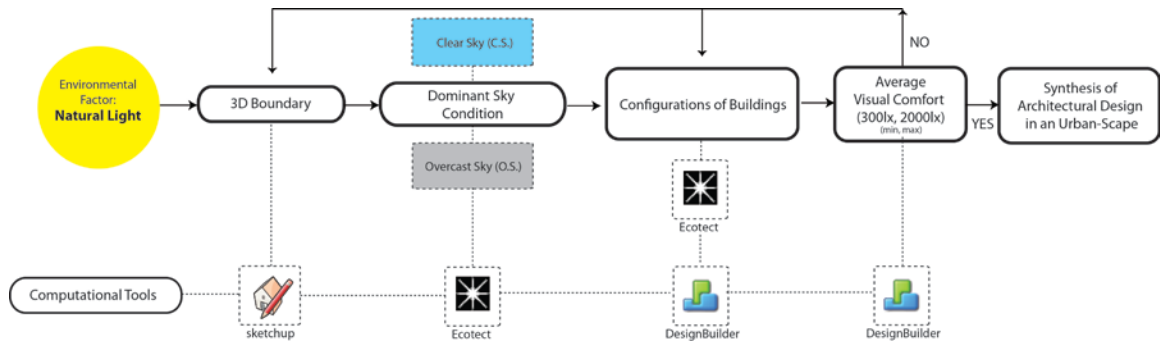 Clear Sky (C.S.)
NO
Environmental
Factor:
Natural Light
3D Boundary
Dominant Sky
Condition
Configurations of Buildings
Average
Visual Comfort
(300lx, 2000lx)
(min, max)
YES
Synthesis of
Architectural Design
in an Urban-Scape
Overcast Sky (O.S.)
Ecotect
Computational Tools
sketchup
Ecotect
DesignBuilder
DesignBuilder